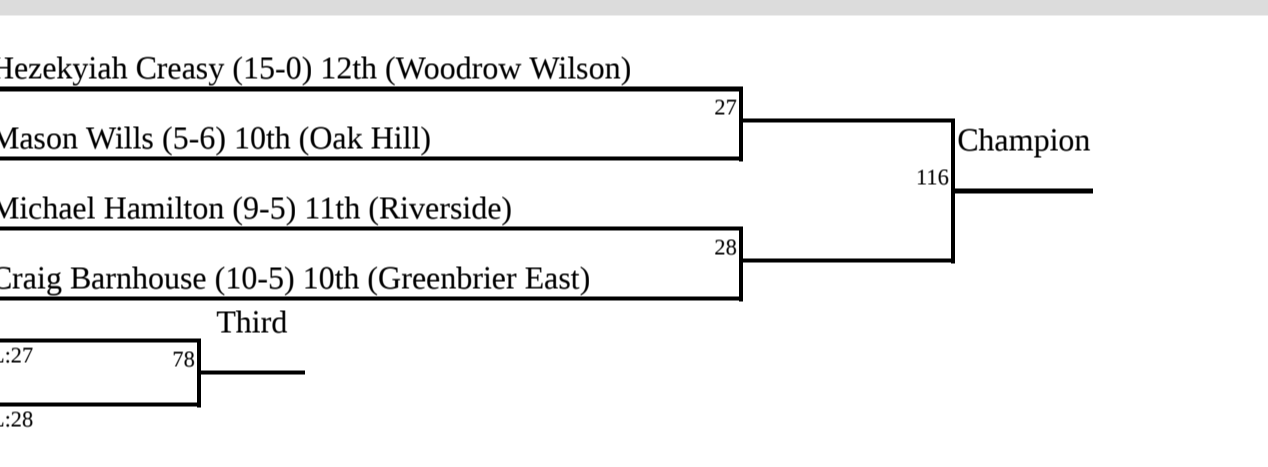 Hezekyiah Creasy (15-0) 12th (Woodrow Wilson)
27
Mason Wills (5-6) 10th (Oak Hill)
Champion
116
Michael Hamilton (9-5) 11th (Riverside)
28
Craig Barnhouse (10-5) 10th (Greenbrier East)
Third
L:27
78
L:28